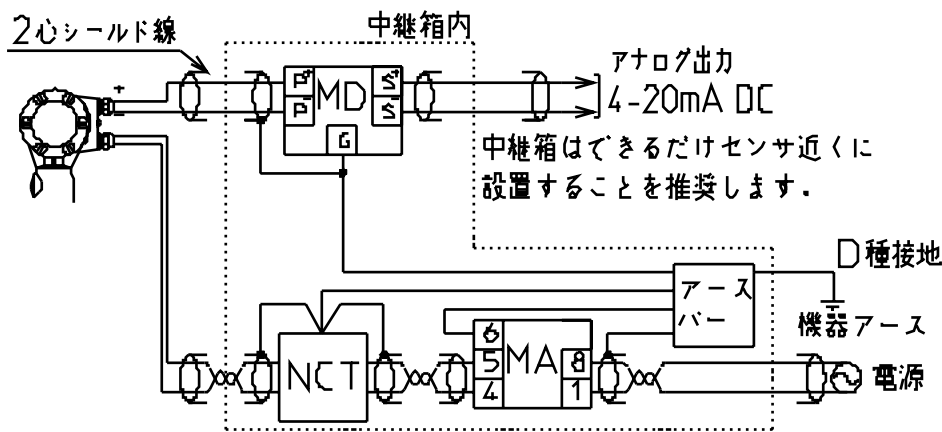 2心シールド線
中継箱内
アナログ出力
4-20mA DC
+
-
P+
P-
MD
S+
S-
G
中継箱はできるだけセンサ近くに
設置することを推奨します.
D種接地
アース
バー
機器アース
6
5
4
MA
8
1
NCT
電源